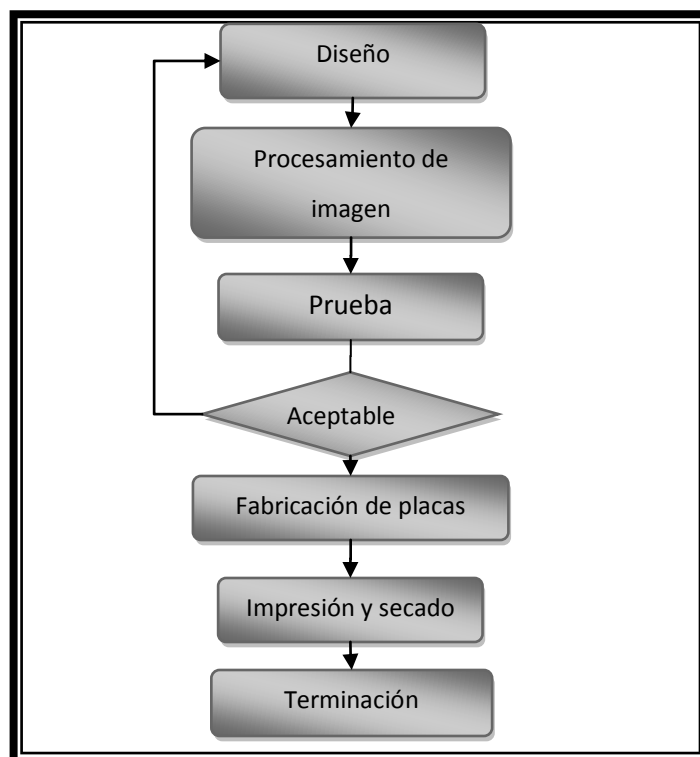 Diseño
Procesamiento de
imagen
Prueba
Aceptable
Fabricación de placas
Impresión y secado
Terminación